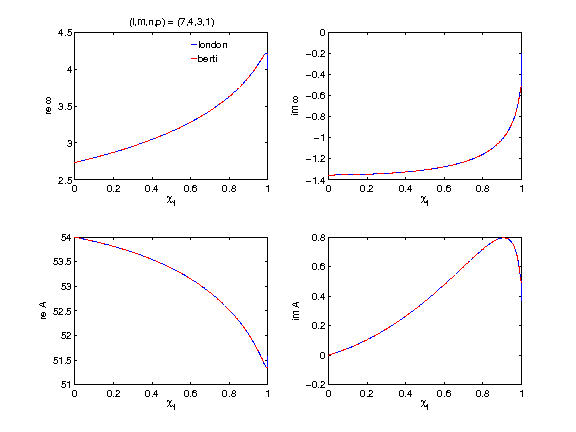 (l,m,n,p) = (7,4,3,1)
4.5
4
3.5
3
2.5
re ω
london
berti
0 0.2 0.4 0.6 0.8 1
χf
0
−0.2
−0.4
−0.6
−0.8
−1
−1.2
−1.4
im ω
0 0.2 0.4 0.6 0.8 1
χf
54
53.5
53
52.5
52
51.5
51
re A
0 0.2 0.4 0.6 0.8 1
χf
0.8
0.6
0.4
0.2
0
−0.2
im A
0 0.2 0.4 0.6 0.8 1
χf